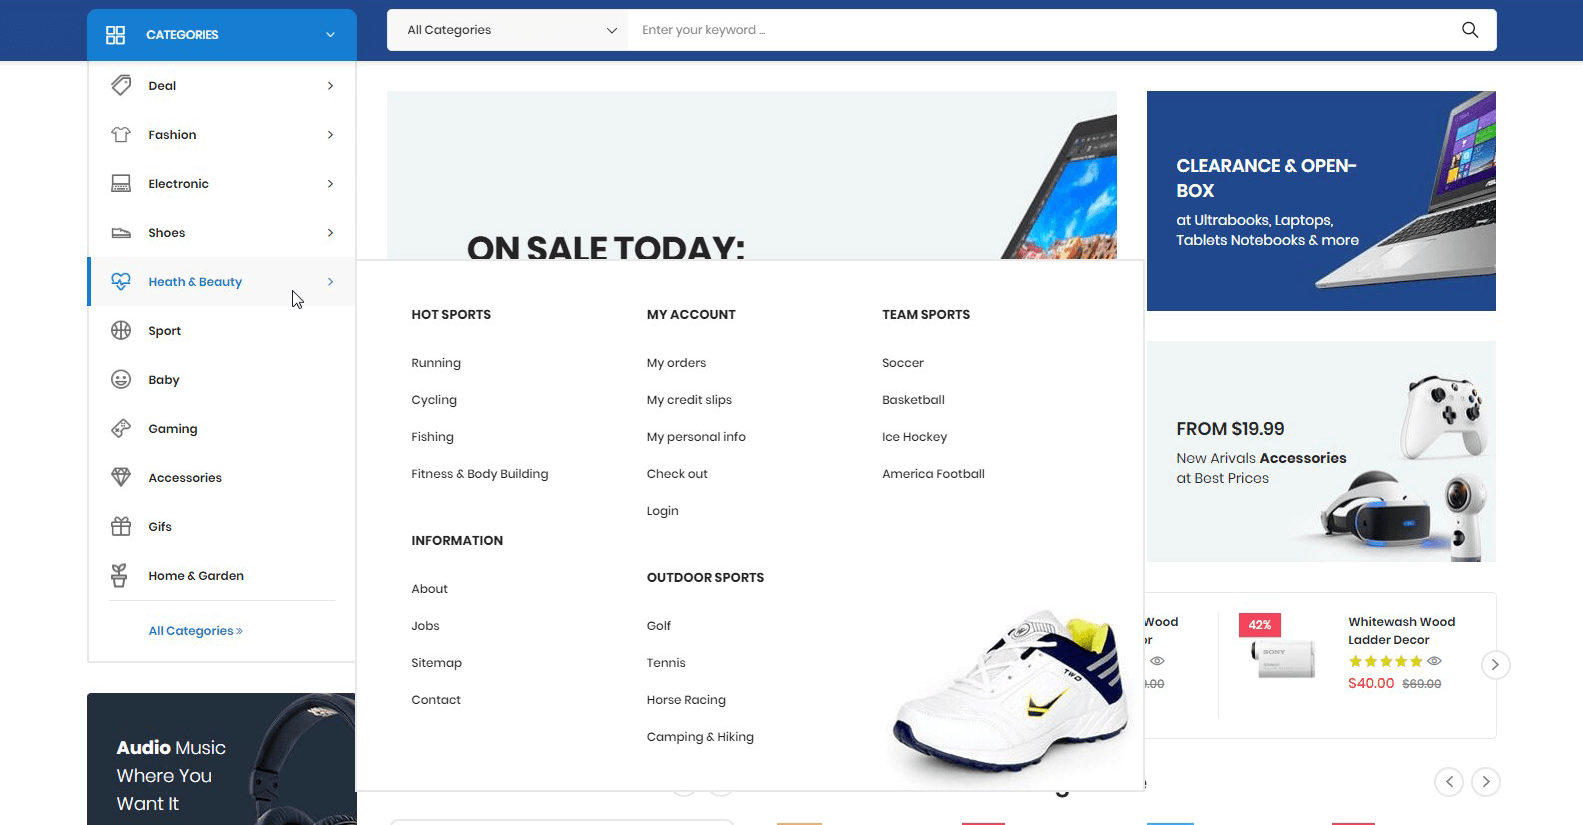 CATEGORIES
All Categories
Enter your keyword ...
Deal
Fashion
Electronic
Shoes
Heath & Beauty
Sport
Baby
Gaming
Accessories
Gifs
Home & Garden
All Categories »
Audio Music
Where You
Want It
ON SALE TODAY:
HOT SPORTS
Running
Cycling
Fishing
Fitness & Body Building
INFORMATION
About
Jobs
Sitemap
Contact
MY ACCOUNT
My orders
My credit slips
My personal info
Check out
Login
OUTDOOR SPORTS
Golf
Tennis
Horse Racing
Camping & Hiking
TEAM SPORTS
Soccer
Basketball
Ice Hockey
America Football
TWD
CLEARANCE & OPEN-
BOX
at Ultrabooks, Laptops,
Tablets Notebooks & more
FROM $19.99
New Arivals Accessories
at Best Prices
Wood
42%
SONY
Whitewash Wood
Ladder Decor
$40.00 $69.00